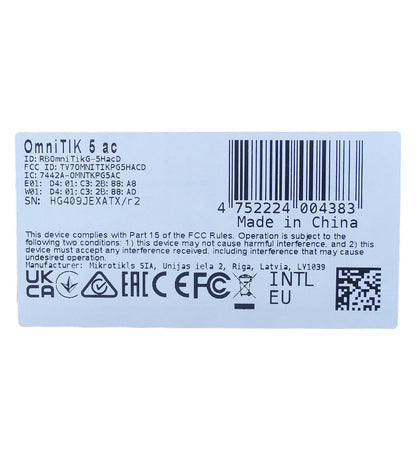 OmniTIK 5 ac
ID: RBOmniTikG-5HacD
FCC ID: TV7OMNITIKPG5HACD
IC: 7442A-OMNTKPG5AC
E01: D4:01:C3:2B:88:A8
W01: D4:01:C3:2B:88:AD
SN: HG409JEXATX/r2
4 752224 004383
Made in China
This device complies with Part 15 of the FCC Rules. Operation is subject to the
following two conditions: 1) this device may not cause harmful interference, and 2) this
device must accept any interference received, including interference that may cause
undesired operation.
Manufacturer: Mikrotikls SIA, Unijas iela 2, Riga, Latvia, LV1039
UK
CA
EAC CE FC INTL
EU